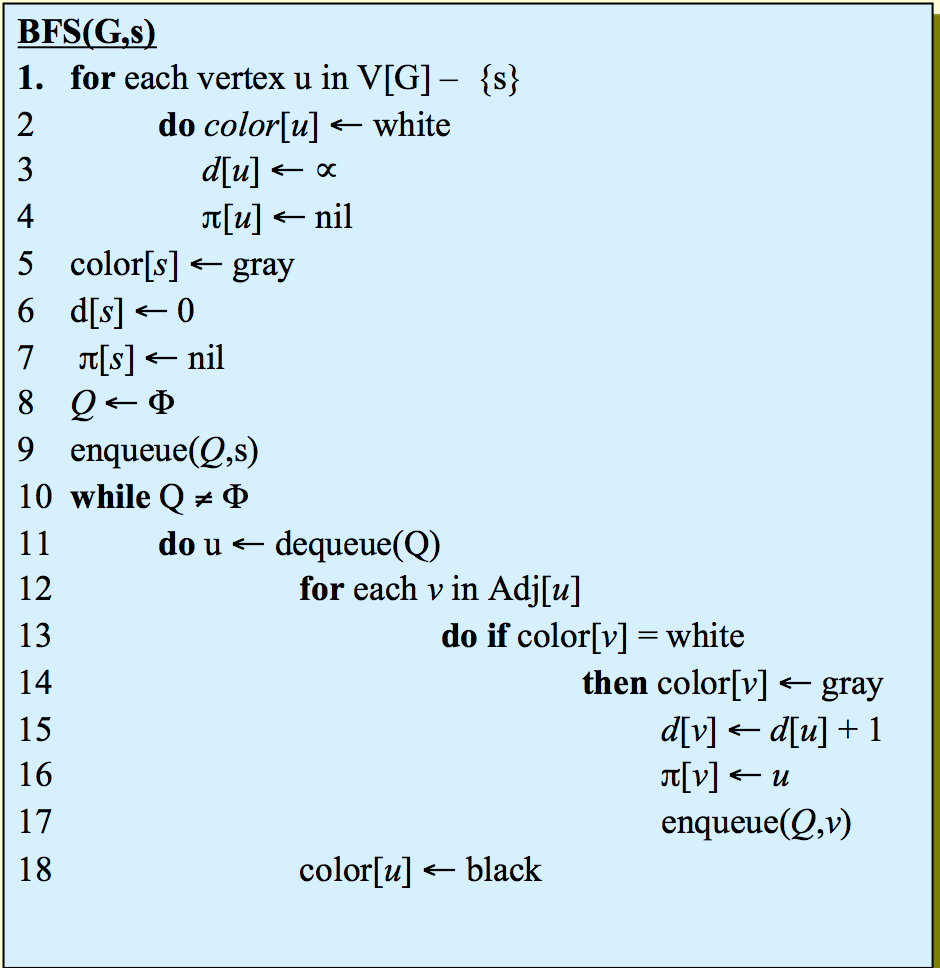 BFS(G,s)
1. for each vertex u in V[G] – {s}
2 do color[u] ← white
3 d[u] ← ∝
4 π[u] ← nil
5 color[s] ← gray
6 d[s] ← 0
7 π[s] ← nil
8 Q ← Φ
9 enqueue(Q,s)
10 while Q ≠ Φ
11 do u ← dequeue(Q)
12 for each v in Adj[u]
13 do if color[v] = white
14 then color[v] ← gray
15 d[v] ← d[u] + 1
16 π[v] ← u
17 enqueue(Q,v)
18 color[u] ← black